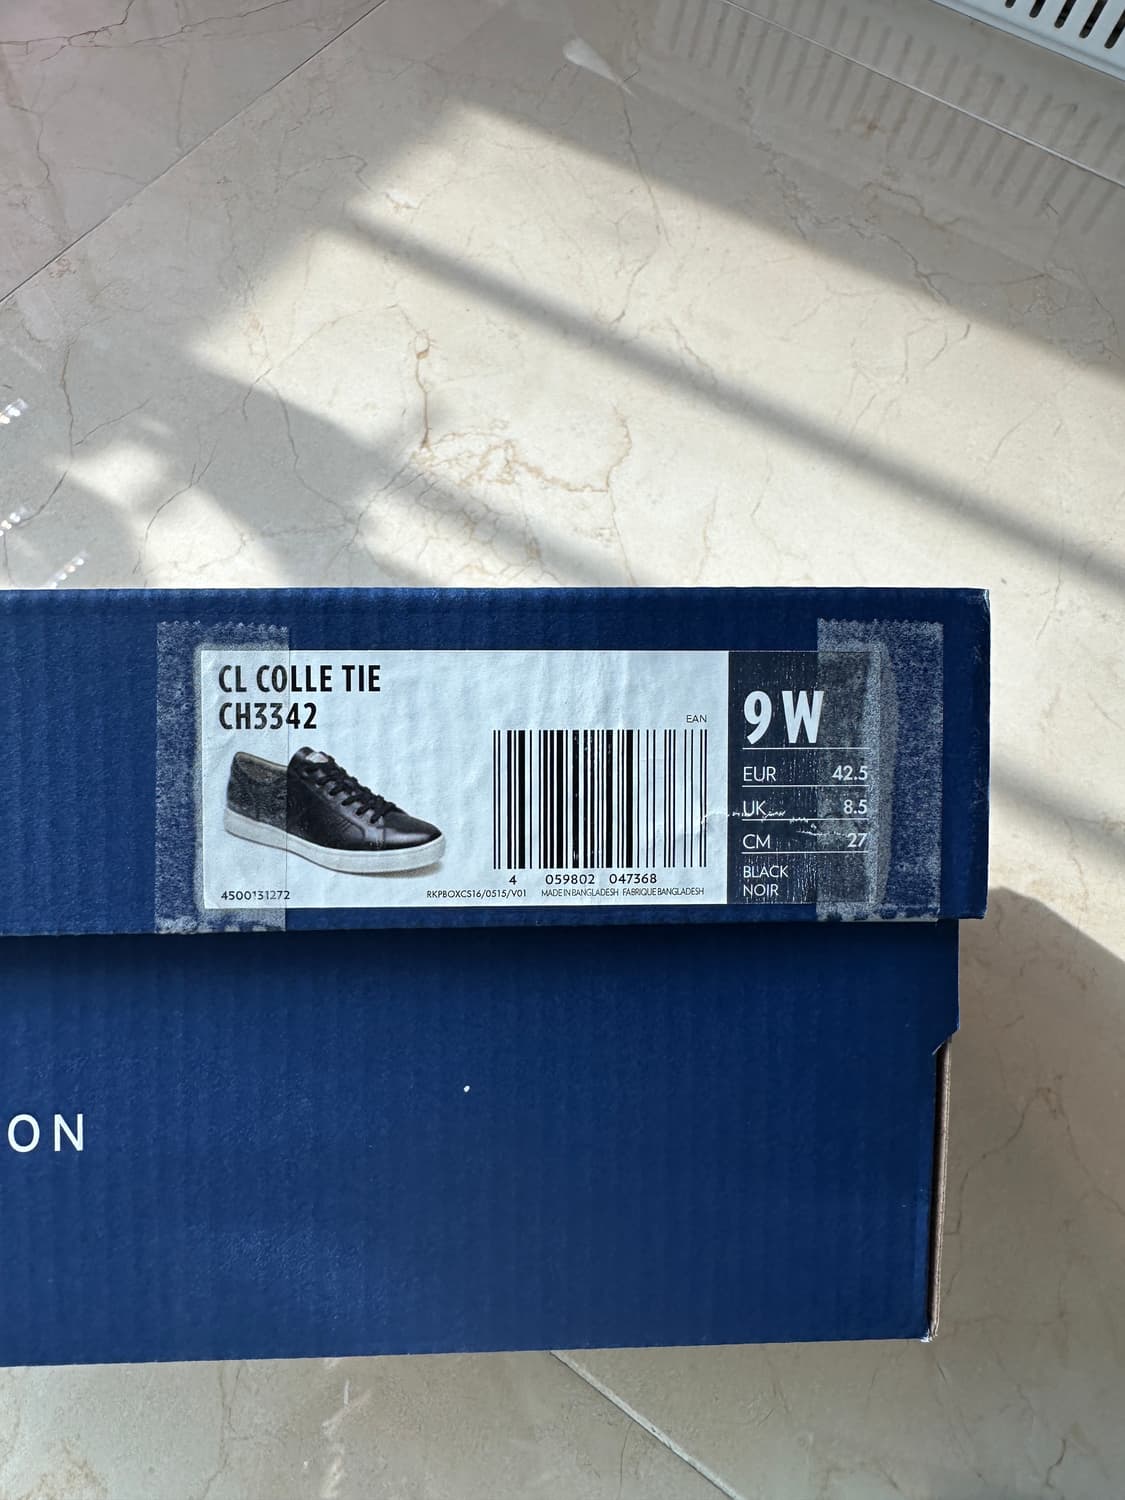 CL COLLE TIE
CH3342
EAN
4 059802 047368
4500131272
RKPBOXCS16/0515/V01 MADE IN BANGLADESH FABRIQUE BANGLADESH
9 W
EUR 42.5
UK 8.5
CM 27
BLACK
NOIR
ON